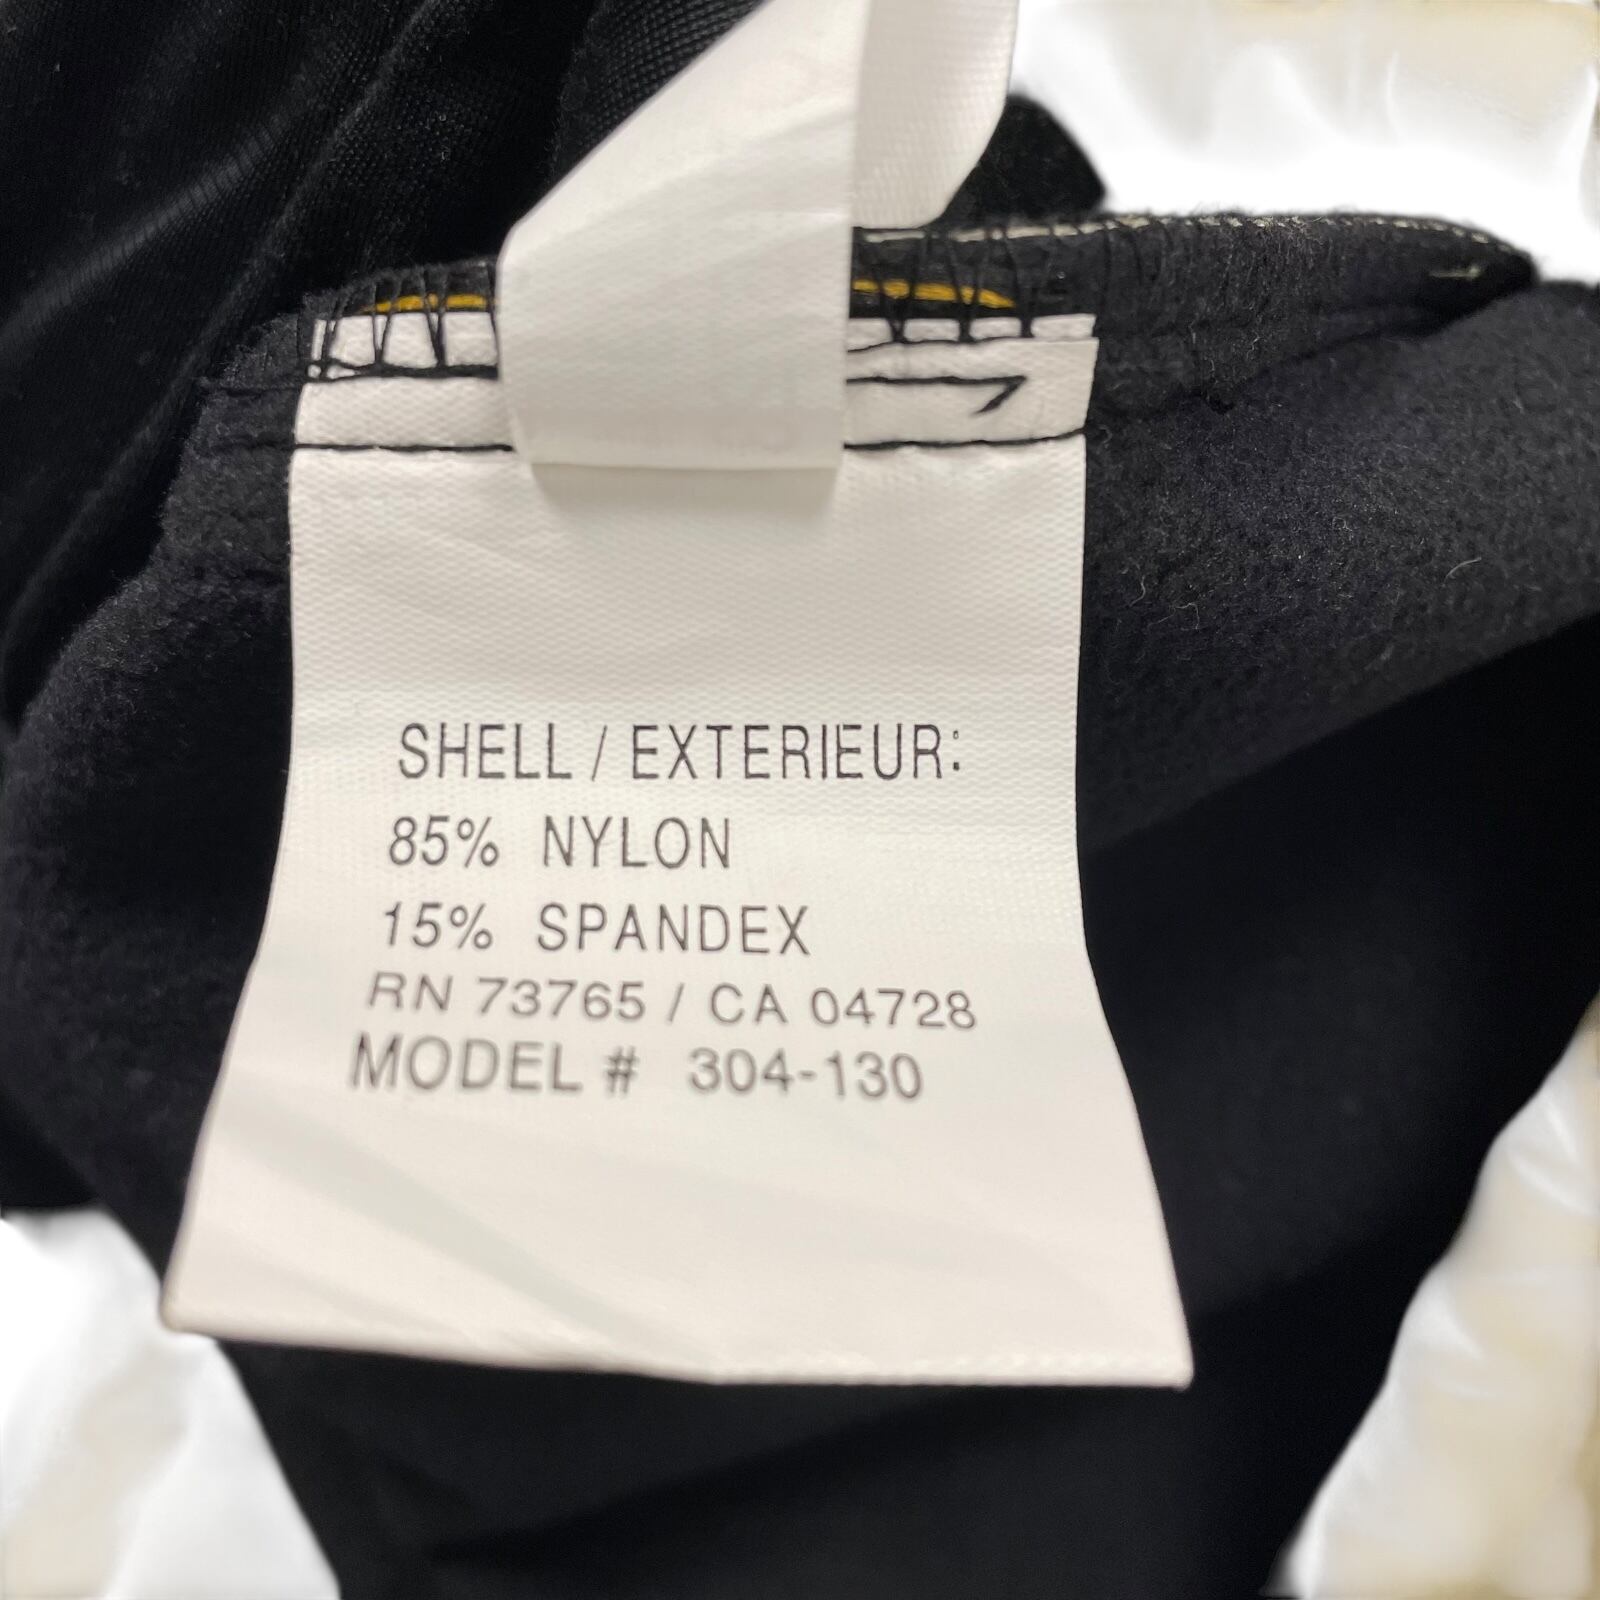 SHELL / EXTERIEUR:
85% NYLON
15% SPANDEX
RN 73765 / CA 04728
MODEL # 304-130